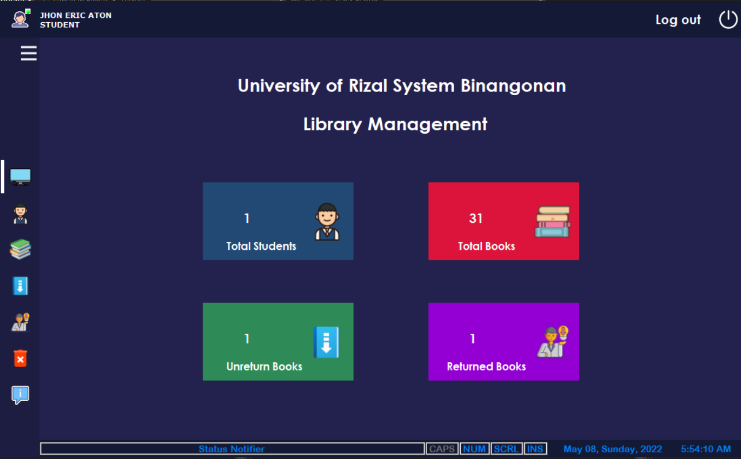 JHON ERIC ATON
STUDENT
Log out
University of Rizal System Binangonan
Library Management
1
Total Students
31
Total Books
1
Unreturn Books
1
Returned Books
Status Notifier
CAPS NUM SCRL INS
May 08, Sunday, 2022 5:54:10 AM